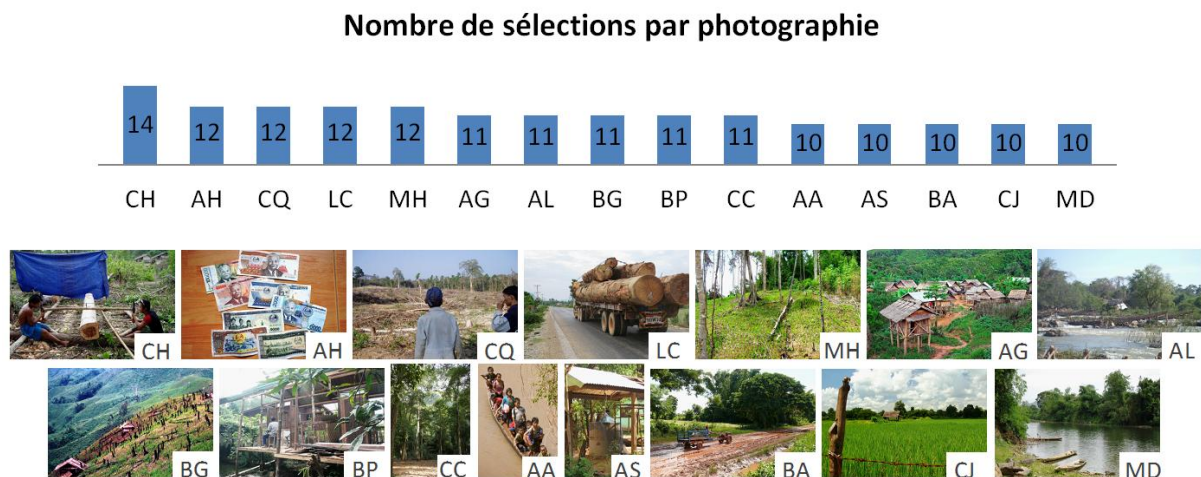 Nombre de sélections par photographie
14 12 12 12 12 11 11 11 11 11 10 10 10 10 10
CH AH CQ LC MH AG AL BG BP CC AA AS BA CJ MD
CH AH CQ LC MH AG AL
BG BP CC AA AS BA CJ MD